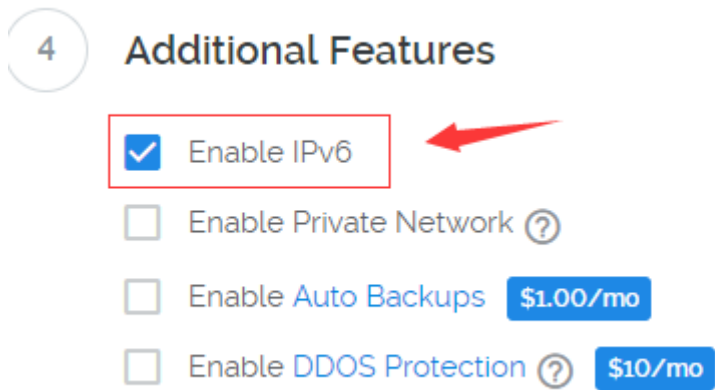 4 Additional Features
Enable IPv6
Enable Private Network ?
Enable Auto Backups $1.00/mo
Enable DDOS Protection ? $10/mo